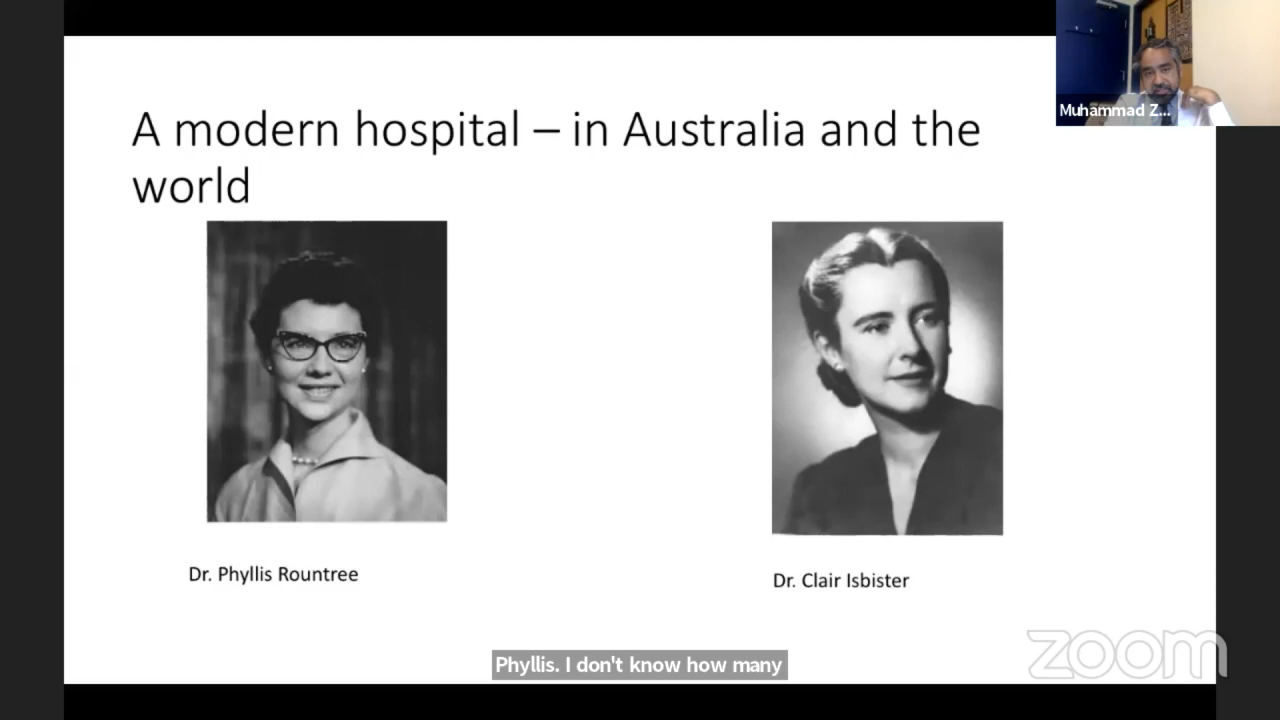 A modern hospital – in Australia and the
world
Muhammad Z...
Dr. Phyllis Rountree
Dr. Clair Isbister
Phyllis. I don't know how many
zoom